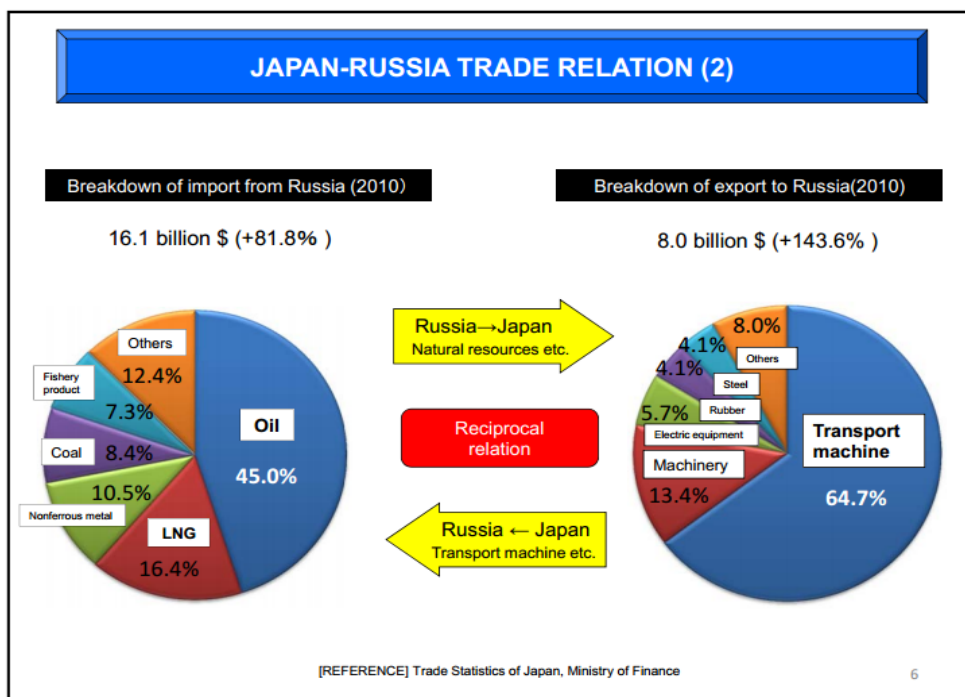 JAPAN-RUSSIA TRADE RELATION (2)
Breakdown of import from Russia (2010）
16.1 billion $ (+81.8% )
Others
12.4%
Fishery
product
7.3%
Coal
8.4%
10.5%
Nonferrous metal
LNG
16.4%
Oil
45.0%
Russia→Japan
Natural resources etc.
Reciprocal
relation
Russia ← Japan
Transport machine etc.
Breakdown of export to Russia(2010)
8.0 billion $ (+143.6% )
8.0%
Others
4.1%
Steel
4.1%
Rubber
5.7%
Electric equipment
Machinery
13.4%
Transport
machine
64.7%
[REFERENCE] Trade Statistics of Japan, Ministry of Finance
6